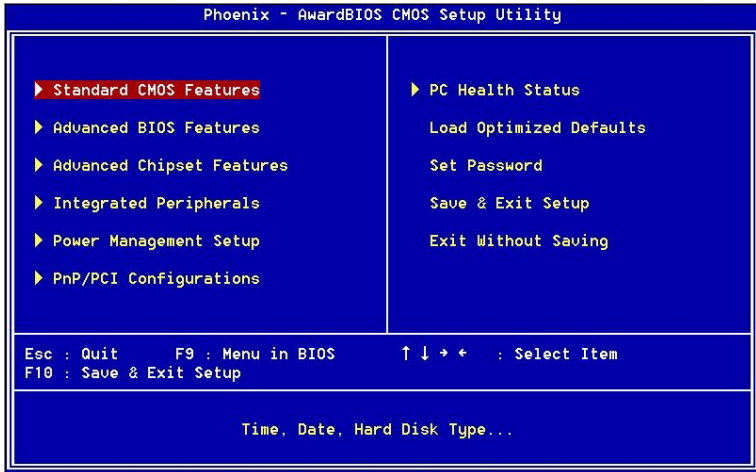 Phoenix - AwardBIOS CMOS Setup Utility
Standard CMOS Features
Advanced BIOS Features
Advanced Chipset Features
Integrated Peripherals
Power Management Setup
PnP/PCI Configurations
PC Health Status
Load Optimized Defaults
Set Password
Save & Exit Setup
Exit Without Saving
Esc : Quit F9 : Menu in BIOS ↑ ↓ → ← : Select Item
F10 : Save & Exit Setup
Time, Date, Hard Disk Type...